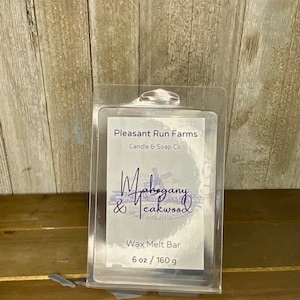 Pleasant Run Farms
Candle & Soap Co.
Mahogany
& Teakwood
Wax Melt Bar
6 oz / 160 g